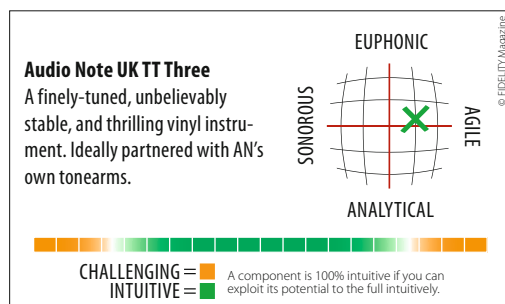 Audio Note UK TT Three
A finely-tuned, unbelievably
stable, and thrilling vinyl instru-
ment. Ideally partnered with AN's
own tonearms.
EUPHONIC
SONOROUS
AGILE
ANALYTICAL
© FIDELITY Magazine
CHALLENGING =
INTUITIVE =
A component is 100% intuitive if you can
exploit its potential to the full intuitively.